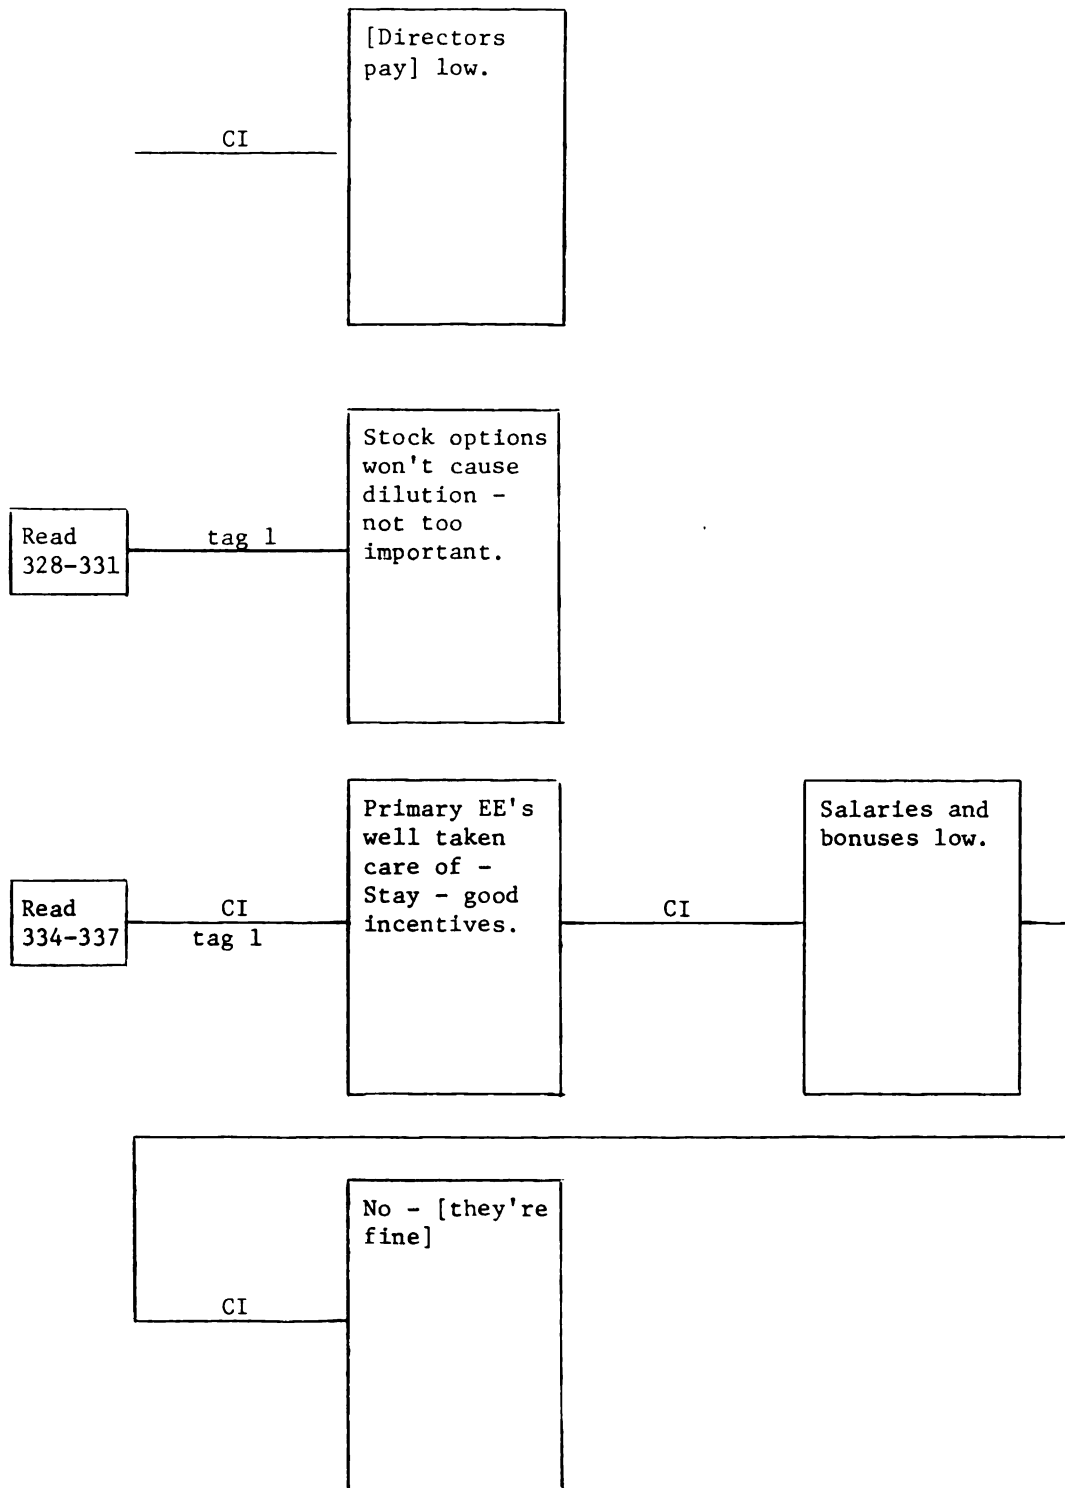 [Directors
pay] low.
CI
Stock options
won't cause
dilution -
not too
important.
Read
328-331
tag 1
Primary EE's
well taken
care of -
Stay - good
incentives.
Salaries and
bonuses low.
Read
334-337
CI
tag 1
CI
No - [they're
fine]
CI